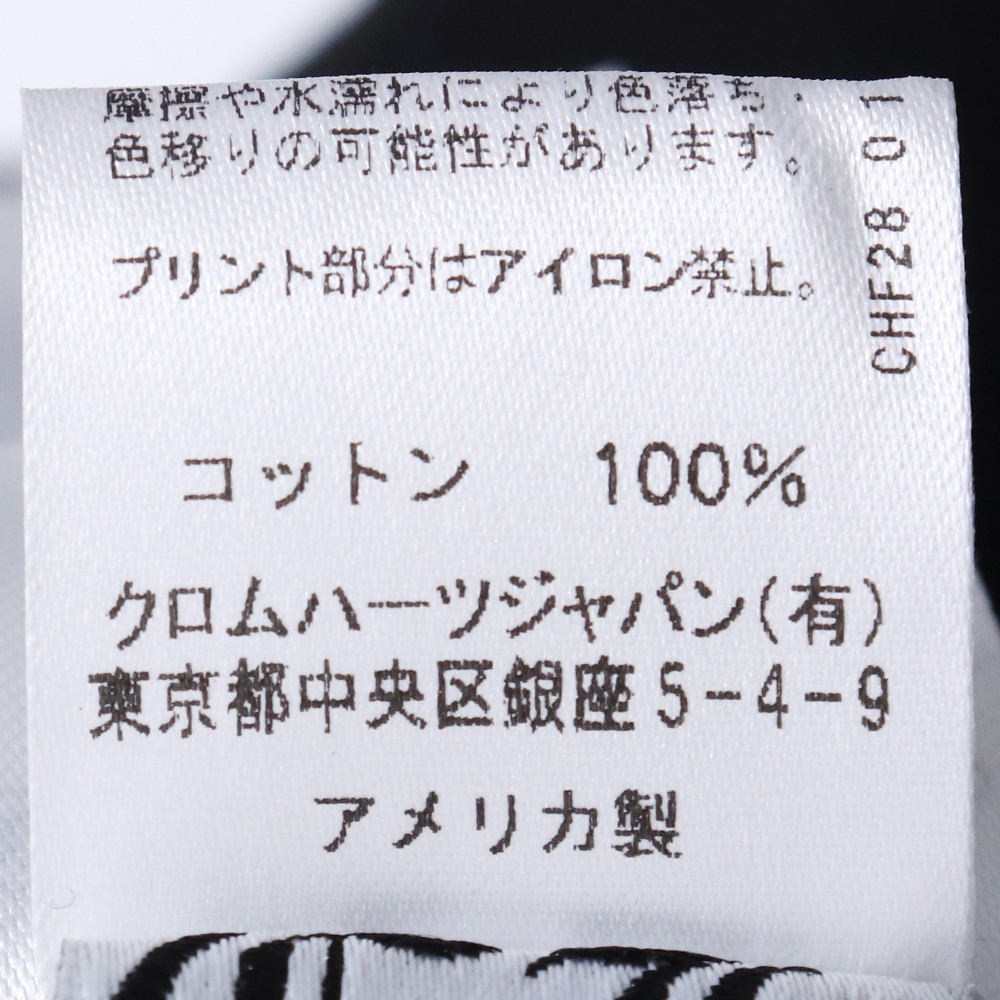 摩擦や水濡れにより色落ち、
色移りの可能性があります。
プリント部分はアイロン禁止。
コットン 100%
クロムハーツジャパン(有)
東京都中央区銀座5-4-9
アメリカ製
CHF28 01